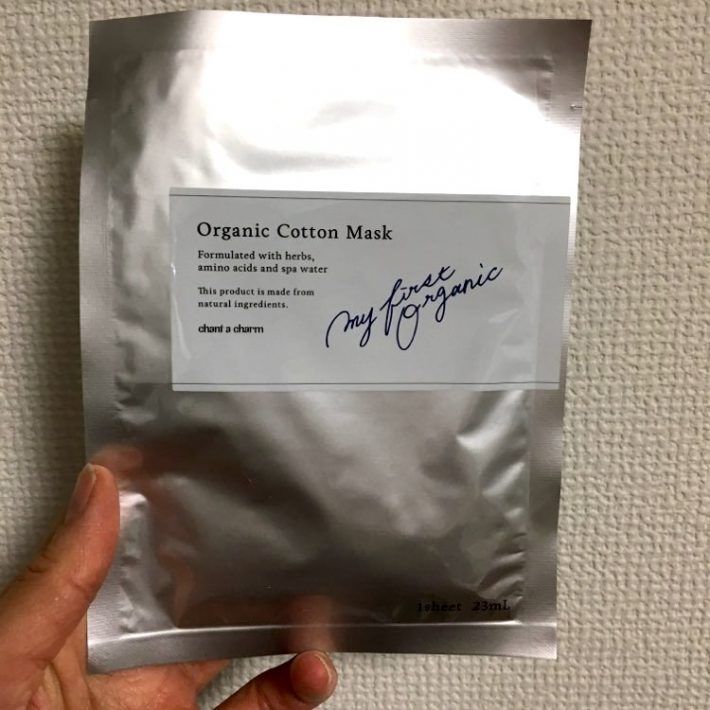 Organic Cotton Mask
Formulated with herbs,
amino acids and spa water
This product is made from
natural ingredients.
chant a charm
my first
Organic
1sheet 23mL